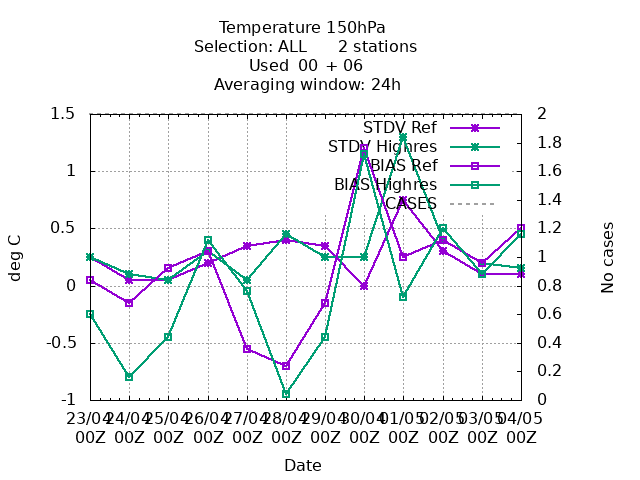 Temperature 150hPa
Selection: ALL 2 stations
Used 00 + 06
Averaging window: 24h
1.5
1
0.5
0
-0.5
-1
deg C
2
1.8
1.6
1.4
1.2
1
0.8
0.6
0.4
0.2
0
No cases
STDV Ref
STDV Highres
BIAS Ref
BIAS Highres
CASES
23/04 24/04 25/04 26/04 27/04 28/04 29/04 30/04 01/05 02/05 03/05 04/05
00Z 00Z 00Z 00Z 00Z 00Z 00Z 00Z 00Z 00Z 00Z 00Z
Date